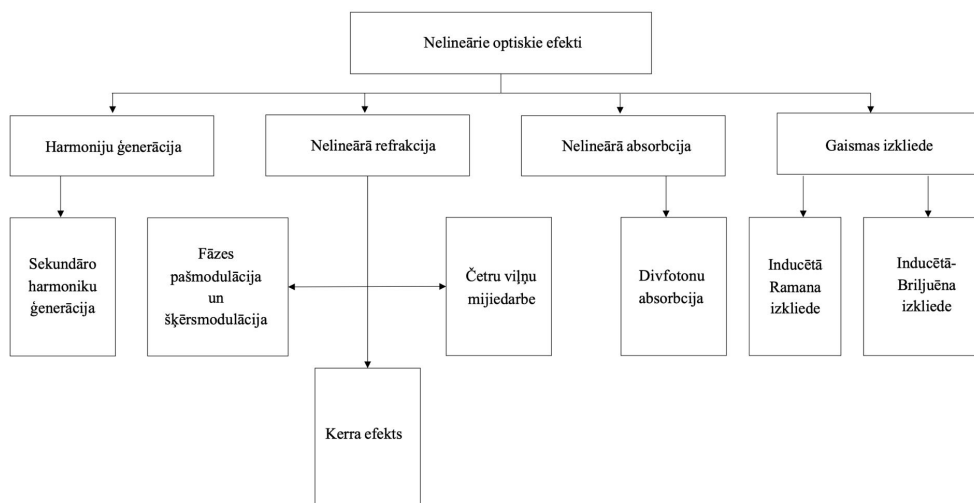 Nelineārie optiskie efekti
Harmoniju ģenerācija
Nelineārā refrakcija
Nelineārā absorbcija
Gaismas izkliede
Sekundāro
harmoniku
ģenerācija
Fāzes
pašmodulācija
un
šķērsmodulācija
Četru viļņu
mijiedarbe
Divfotonu
absorbcija
Inducētā
Ramana
izkliede
Inducētā-
Briljuēna
izkliede
Kerra efekts